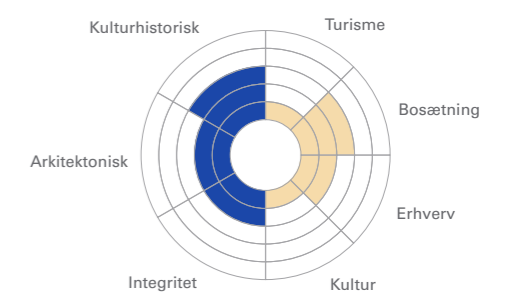 Kulturhistorisk
Turisme
Bosætning
Arkitektonisk
Erhverv
Integritet
Kultur